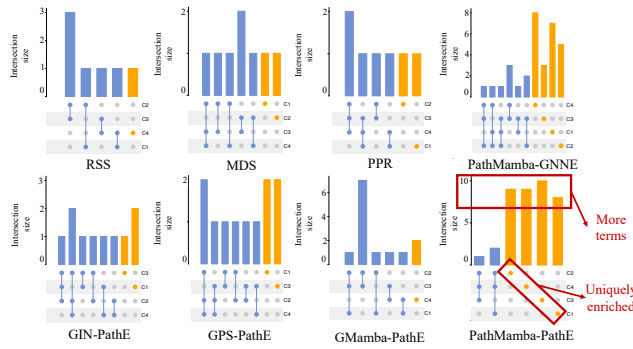 Intersection size
3
2
1
0
C2
C3
C4
C1
RSS
Intersection size
2
1
0
C1
C2
C3
C4
MDS
Intersection size
2
1
0
C2
C3
C4
C1
PPR
Intersection size
8
6
4
2
0
C4
C3
C1
C2
PathMamba-GNNE
Intersection size
3
2
1
0
C3
C1
C2
C4
GIN-PathE
Intersection size
2
1
0
C1
C3
C2
C4
GPS-PathE
Intersection size
6
4
2
0
C1
C2
C4
C3
GMamba-PathE
Intersection size
10
5
0
C2
C4
C3
C1
PathMamba-PathE
More
terms
Uniquely
enriched